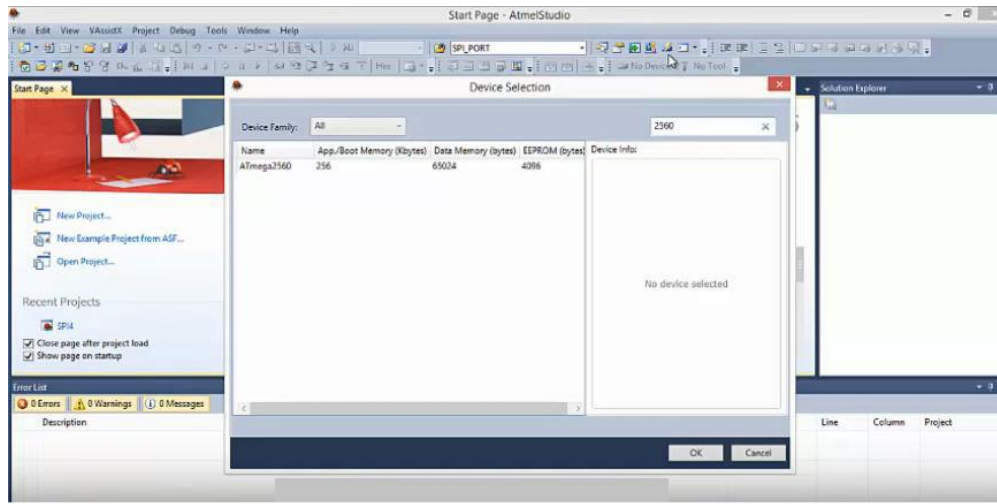 Start Page - AtmelStudio
File Edit View VAssistX Project Debug Tools Window Help
SPI_PORT
Hex No Device No Tool
Start Page
Device Selection
Solution Explorer
Device Family: All
2560
Name App./Boot Memory (Kbytes) Data Memory (bytes) EEPROM (bytes)
Device Info:
ATmega2560 256 65024 4096
New Project...
New Example Project from ASF...
Open Project...
No device selected
Recent Projects
SPI4
Close page after project load
Show page on startup
Error List
0 Errors 0 Warnings 0 Messages
Description Line Column Project
OK Cancel